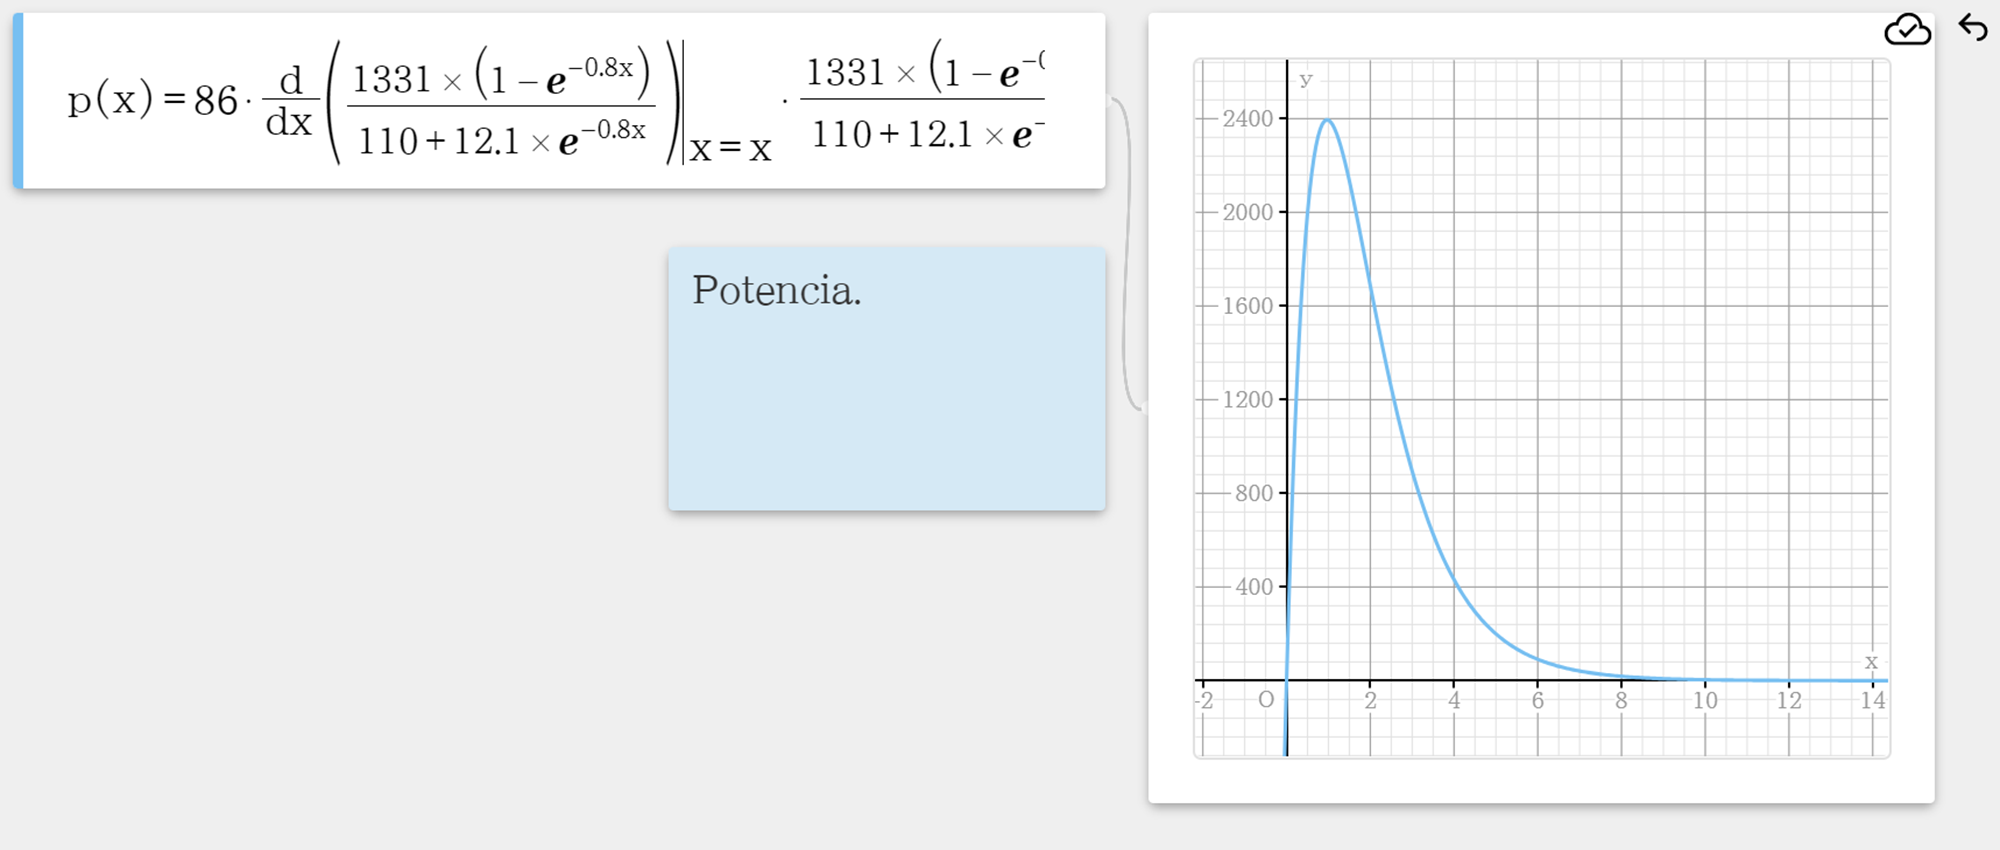 p(x) = 86 · d/dx ( 1331 × (1 − e^−0.8x) / 110 + 12.1 × e^−0.8x ) | x = x · 1331 × (1 − e^− / 110 + 12.1 × e^−
Potencia.
y
2400
2000
1600
1200
800
400
x
-2 O 2 4 6 8 10 12 14